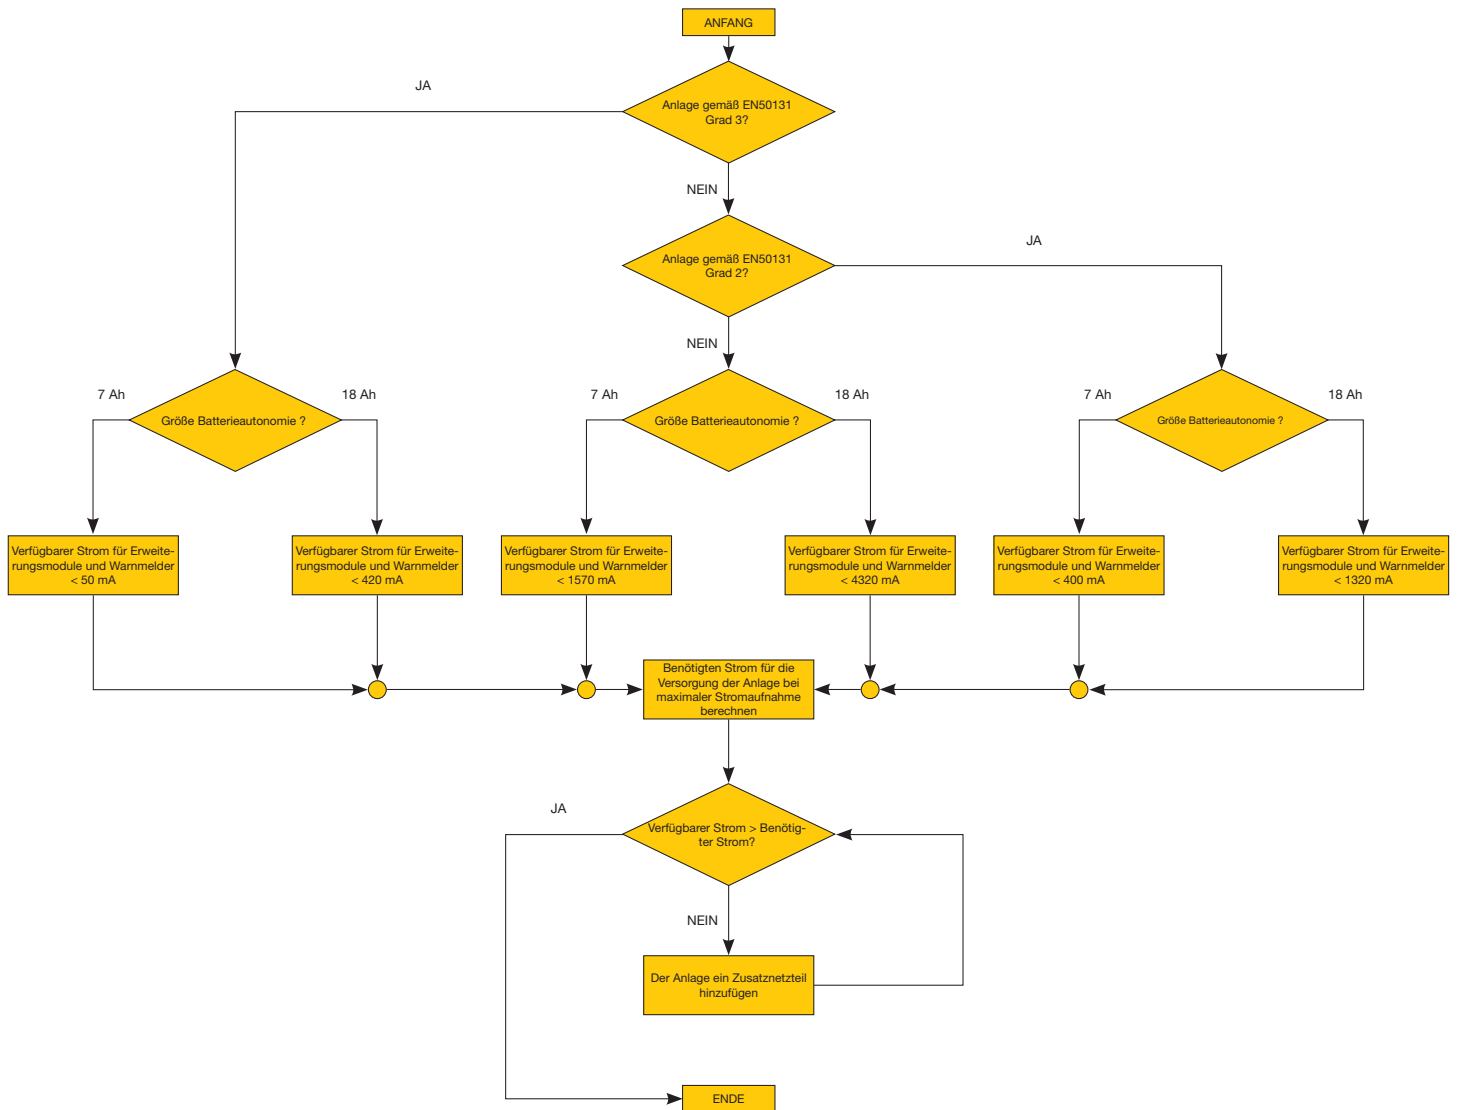 ANFANG
JA
Anlage gemäß EN50131
Grad 3?
NEIN
Anlage gemäß EN50131
Grad 2?
JA
NEIN
7 Ah
Größe Batterieautonomie ?
18 Ah
7 Ah
Größe Batterieautonomie ?
18 Ah
7 Ah
Größe Batterieautonomie ?
18 Ah
Verfügbarer Strom für Erweite-
rungsmodule und Warnmelder
< 50 mA
Verfügbarer Strom für Erweite-
rungsmodule und Warnmelder
< 420 mA
Verfügbarer Strom für Erweite-
rungsmodule und Warnmelder
< 1570 mA
Verfügbarer Strom für Erweite-
rungsmodule und Warnmelder
< 4320 mA
Verfügbarer Strom für Erweite-
rungsmodule und Warnmelder
< 400 mA
Verfügbarer Strom für Erweite-
rungsmodule und Warnmelder
< 1320 mA
Benötigten Strom für die
Versorgung der Anlage bei
maximaler Stromaufnahme
berechnen
JA
Verfügbarer Strom > Benötig-
ter Strom?
NEIN
Der Anlage ein Zusatznetzteil
hinzufügen
ENDE